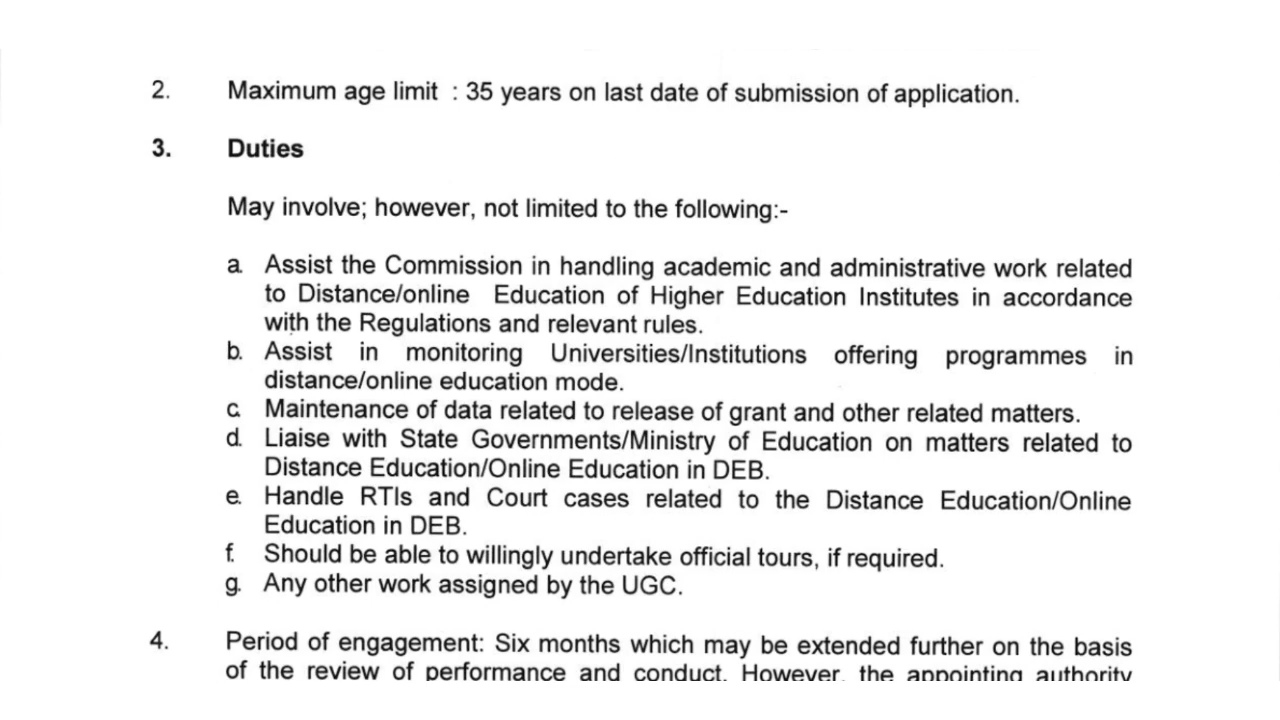 2. Maximum age limit : 35 years on last date of submission of application.
3. Duties
May involve; however, not limited to the following:-
a. Assist the Commission in handling academic and administrative work related
to Distance/online Education of Higher Education Institutes in accordance
with the Regulations and relevant rules.
b. Assist in monitoring Universities/Institutions offering programmes in
distance/online education mode.
c. Maintenance of data related to release of grant and other related matters.
d. Liaise with State Governments/Ministry of Education on matters related to
Distance Education/Online Education in DEB.
e. Handle RTIs and Court cases related to the Distance Education/Online
Education in DEB.
f. Should be able to willingly undertake official tours, if required.
g. Any other work assigned by the UGC.
4. Period of engagement: Six months which may be extended further on the basis
of the review of performance and conduct. However, the appointing authority